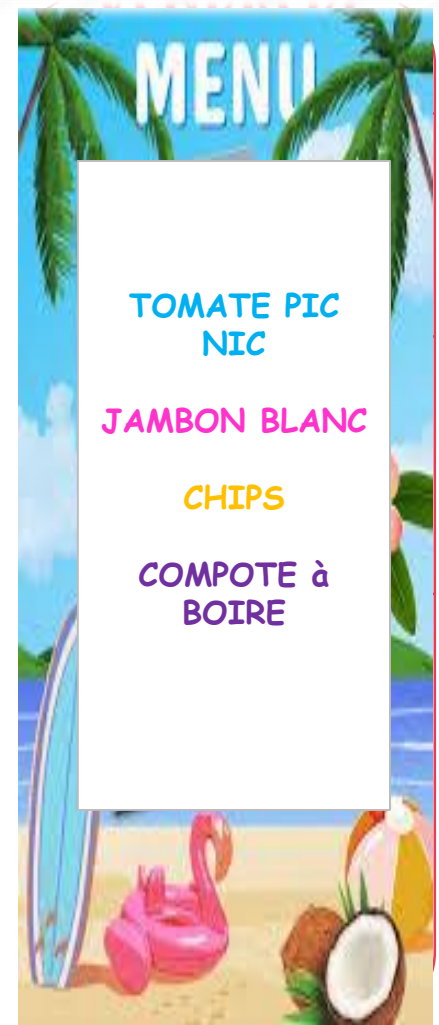 MENU
TOMATE PIC
NIC
JAMBON BLANC
CHIPS
COMPOTE à
BOIRE